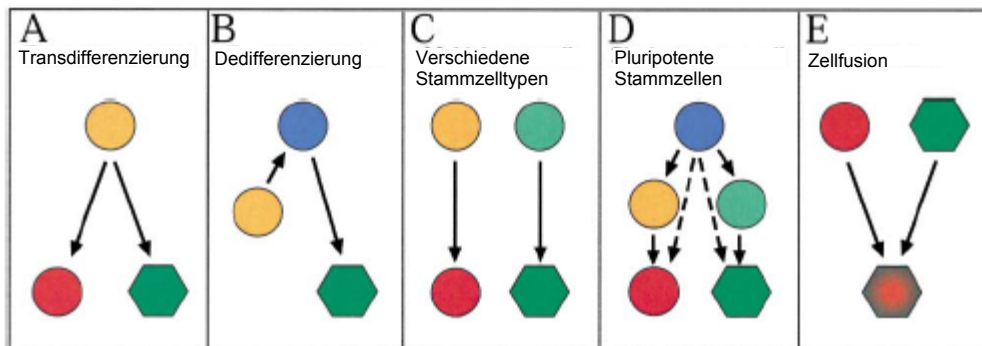 A
Transdifferenzierung
B
Dedifferenzierung
C
Verschiedene
Stammzelltypen
D
Pluripotente
Stammzellen
E
Zellfusion